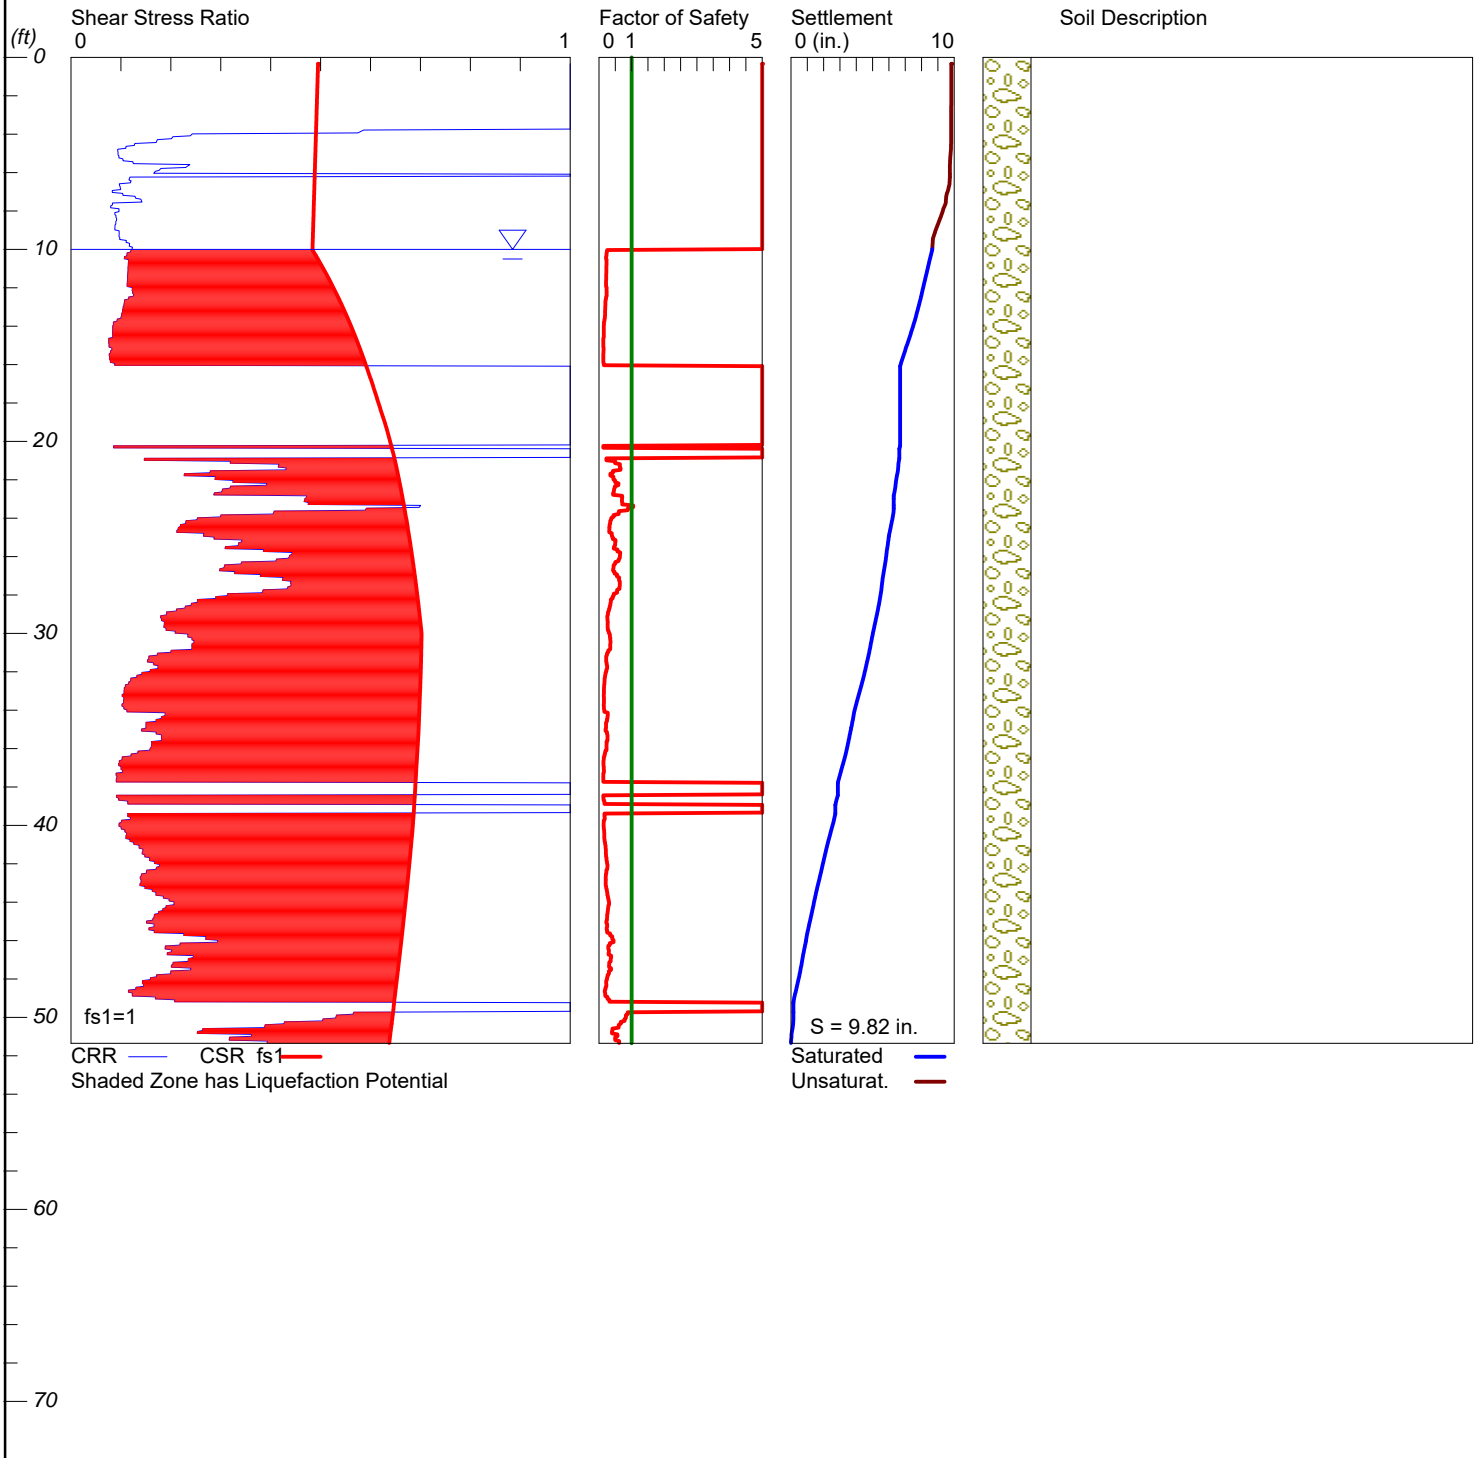 Shear Stress Ratio Factor of Safety Settlement Soil Description
(ft) 0 1 0 1 5 0 (in.) 10
0
10
20
30
40
50
fs1=1 S = 9.82 in.
CRR CSR fs1 Saturated
Shaded Zone has Liquefaction Potential Unsaturat.
60
70